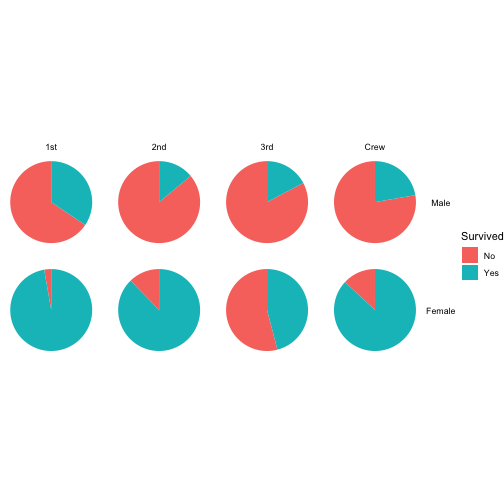 1st
2nd
3rd
Crew
Male
Survived
No
Yes
Female